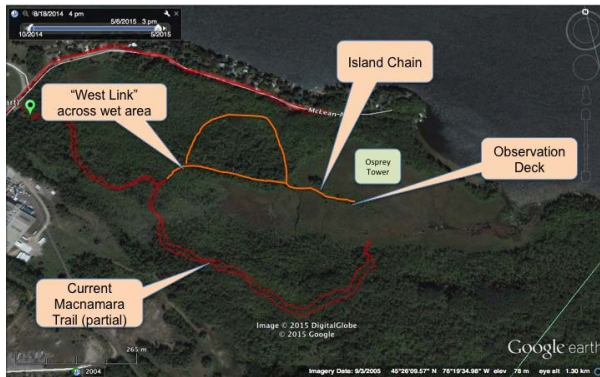 8/18/2014   4 pm
5/6/2015   3 pm
10/2014
5/2015
N
Island Chain
"West Link"
across wet area
McLean-A
Osprey
Tower
Observation
Deck
Current
Macnamara
Trail (partial)
Image © 2015 DigitalGlobe
© 2015 Google
Google earth
265 m
2004
Imagery Date: 9/3/2005   45°26'09.57" N   76°19'34.98" W   elev   78 m   eye alt   1.30 km